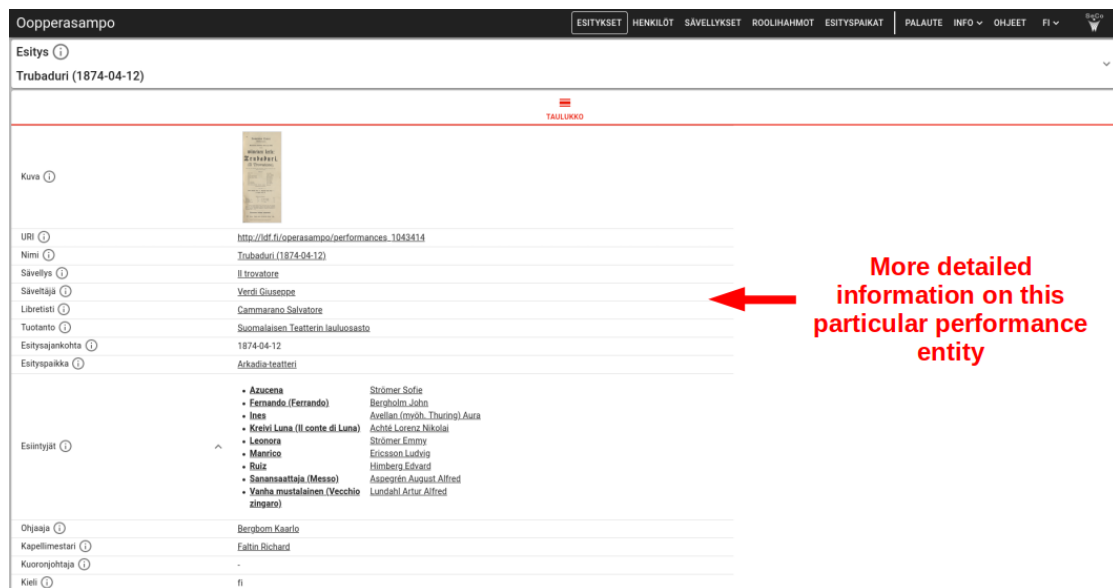 Oopperasampo ESITYKSET HENKILÖT SÄVELLYKSET ROOLIHAHMOT ESITYSPAIKAT PALAUTE INFO OHJEET FI SeCo
Esitys
Trubaduri (1874-04-12)
TAULUKKO
Kuva
Trubaduri.
URI http://ldf.fi/operasampo/performances_1043414
Nimi Trubaduri (1874-04-12)
Sävellys Il trovatore
Säveltäjä Verdi Giuseppe
Libretisti Cammarano Salvatore
Tuotanto Suomalaisen Teatterin lauluosasto
Esitysajankohta 1874-04-12
Esityspaikka Arkadia-teatteri
Esiintyjät
• Azucena Strömer Sofie
• Fernando (Ferrando) Bergholm John
• Ines Avellan (myöh. Thuring) Aura
• Kreivi Luna (Il conte di Luna) Achté Lorenz Nikolai
• Leonora Strömer Emmy
• Manrico Ericsson Ludvig
• Ruiz Himberg Edvard
• Sanansaattaja (Messo) Aspegrén August Alfred
• Vanha mustalainen (Vecchio Lundahl Artur Alfred
zingaro)
Ohjaaja Bergbom Kaarlo
Kapellimestari Faltin Richard
Kuoronjohtaja -
Kieli fi
More detailed
information on this
particular performance
entity